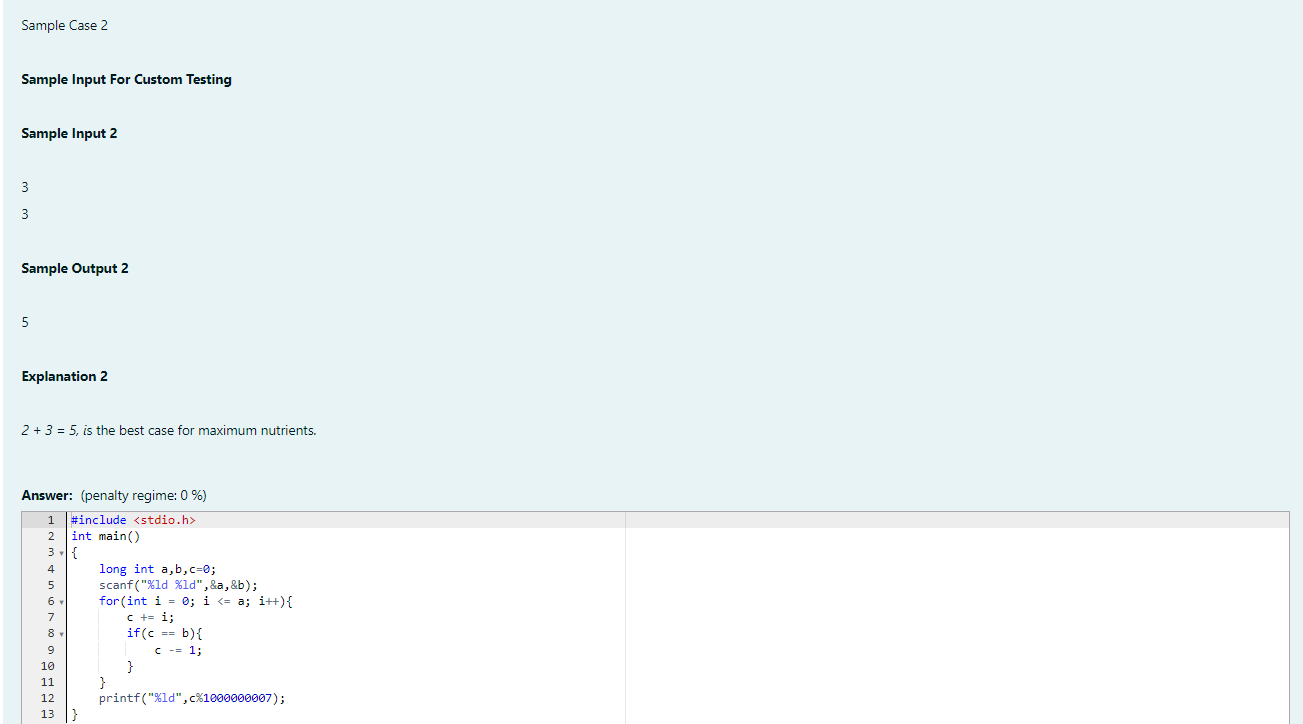 Sample Case 2
Sample Input For Custom Testing
Sample Input 2
3
3
Sample Output 2
5
Explanation 2
2 + 3 = 5, is the best case for maximum nutrients.
Answer: (penalty regime: 0 %)
1 #include <stdio.h>
2 int main()
3 {
4     long int a,b,c=0;
5     scanf("%ld %ld",&a,&b);
6     for(int i = 0; i <= a; i++){
7         c += i;
8         if(c == b){
9             c -= 1;
10         }
11     }
12     printf("%ld",c%1000000007);
13 }